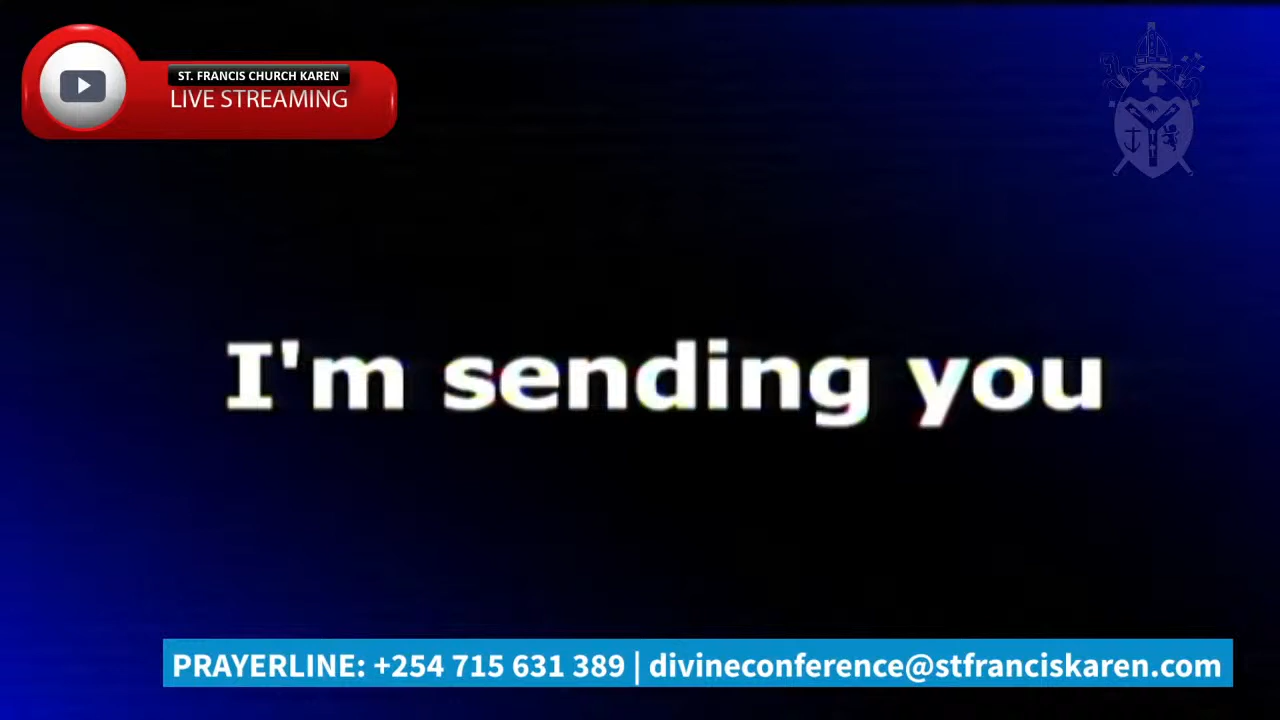 ST. FRANCIS CHURCH KAREN
LIVE STREAMING
I'm sending you
PRAYERLINE: +254 715 631 389 | divineconference@stfranciskaren.com